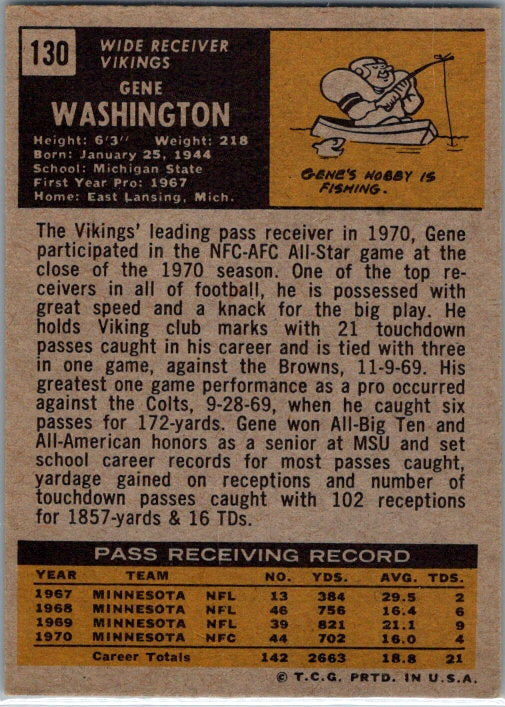 130
WIDE RECEIVER
VIKINGS
GENE
WASHINGTON
Height: 6'3" Weight: 218
Born: January 25, 1944
School: Michigan State
First Year Pro: 1967
Home: East Lansing, Mich.
GENE'S HOBBY IS
FISHING.
The Vikings' leading pass receiver in 1970, Gene
participated in the NFC-AFC All-Star game at the
close of the 1970 season. One of the top re-
ceivers in all of football, he is possessed with
great speed and a knack for the big play. He
holds Viking club marks with 21 touchdown
passes caught in his career and is tied with three
in one game, against the Browns, 11-9-69. His
greatest one game performance as a pro occurred
against the Colts, 9-28-69, when he caught six
passes for 172-yards. Gene won All-Big Ten and
All-American honors as a senior at MSU and set
school career records for most passes caught,
yardage gained on receptions and number of
touchdown passes caught with 102 receptions
for 1857-yards & 16 TDs.
PASS RECEIVING RECORD
YEAR TEAM NO. YDS. AVG. TDS.
1967 MINNESOTA NFL 13 384 29.5 2
1968 MINNESOTA NFL 46 756 16.4 6
1969 MINNESOTA NFL 39 821 21.1 9
1970 MINNESOTA NFC 44 702 16.0 4
Career Totals 142 2663 18.8 21
© T.C.G. PRTD. IN U.S.A.